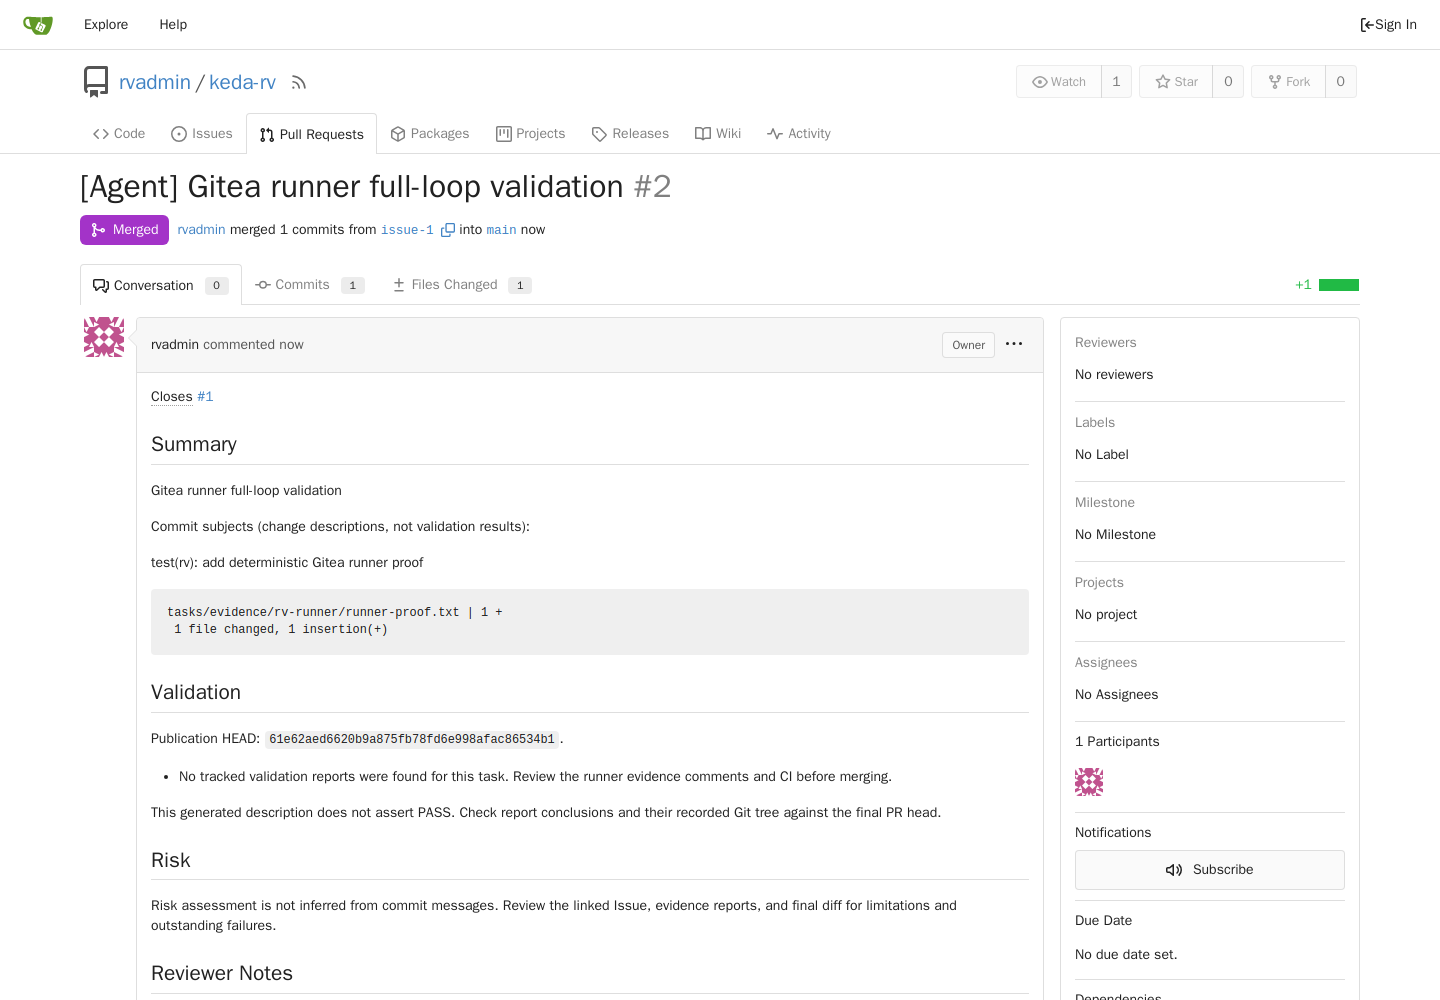 Explore Help Sign In
rvadmin / keda-rv Watch 1 Star 0 Fork 0
Code Issues Pull Requests Packages Projects Releases Wiki Activity
[Agent] Gitea runner full-loop validation #2
Merged rvadmin merged 1 commits from issue-1 into main now
Conversation 0 Commits 1 Files Changed 1 +1
rvadmin commented now Owner
Closes #1
Summary
Gitea runner full-loop validation
Commit subjects (change descriptions, not validation results):
test(rv): add deterministic Gitea runner proof
tasks/evidence/rv-runner/runner-proof.txt | 1 +
1 file changed, 1 insertion(+)
Validation
Publication HEAD: 61e62aed6620b9a875fb78fd6e998afac86534b1.
• No tracked validation reports were found for this task. Review the runner evidence comments and CI before merging.
This generated description does not assert PASS. Check report conclusions and their recorded Git tree against the final PR head.
Risk
Risk assessment is not inferred from commit messages. Review the linked Issue, evidence reports, and final diff for limitations and
outstanding failures.
Reviewer Notes
Reviewers
No reviewers
Labels
No Label
Milestone
No Milestone
Projects
No project
Assignees
No Assignees
1 Participants
Notifications
Subscribe
Due Date
No due date set.
Dependencies